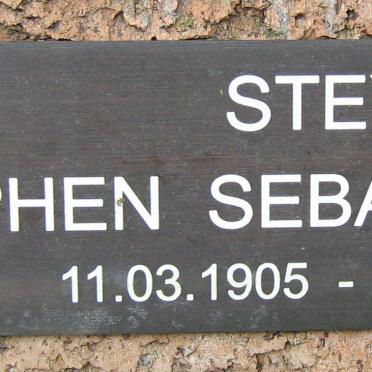 STE
PHEN SEBA
11.03.1905 -